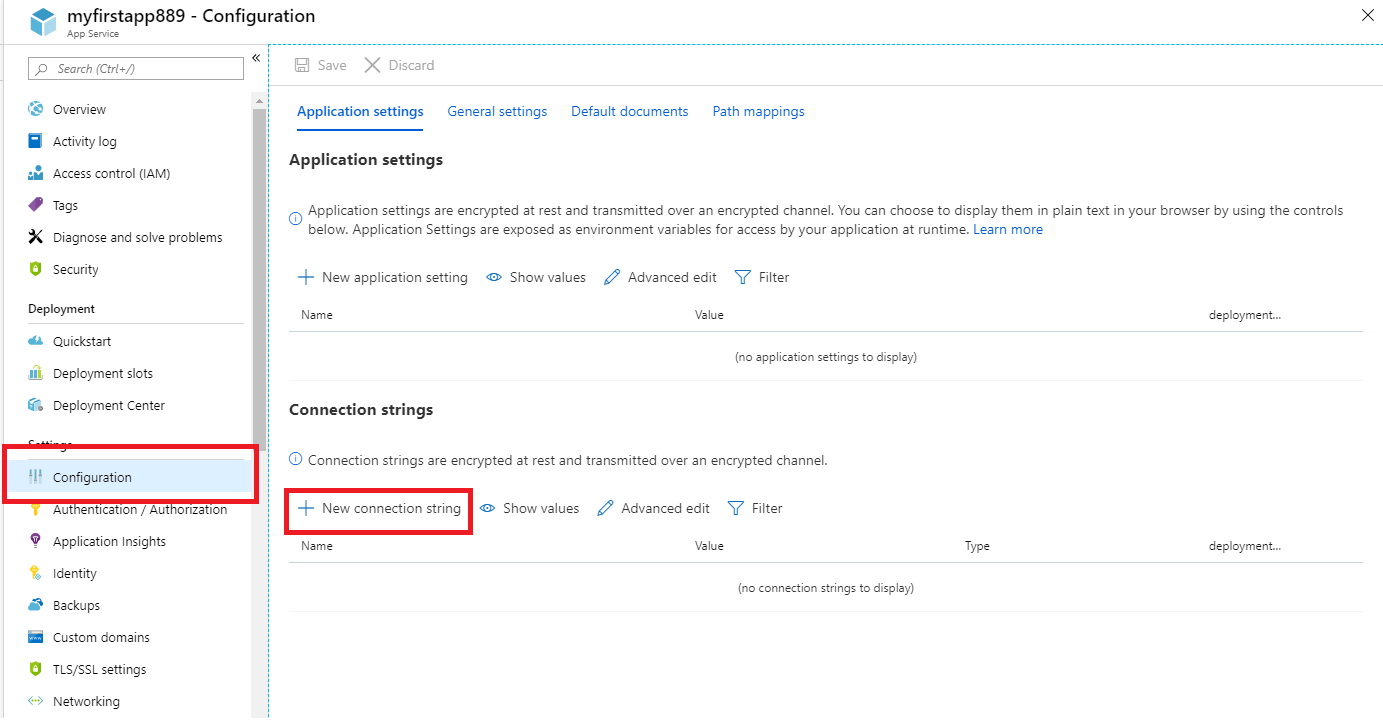 myfirstapp889 - Configuration
App Service
Search (Ctrl+/)
«
Overview
Activity log
Access control (IAM)
Tags
Diagnose and solve problems
Security
Deployment
Quickstart
Deployment slots
Deployment Center
Settings
Configuration
Authentication / Authorization
Application Insights
Identity
Backups
Custom domains
TLS/SSL settings
Networking
Save Discard
Application settings General settings Default documents Path mappings
Application settings
Application settings are encrypted at rest and transmitted over an encrypted channel. You can choose to display them in plain text in your browser by using the controls
below. Application Settings are exposed as environment variables for access by your application at runtime. Learn more
New application setting Show values Advanced edit Filter
Name Value deployment...
(no application settings to display)
Connection strings
Connection strings are encrypted at rest and transmitted over an encrypted channel.
New connection string Show values Advanced edit Filter
Name Value Type deployment...
(no connection strings to display)